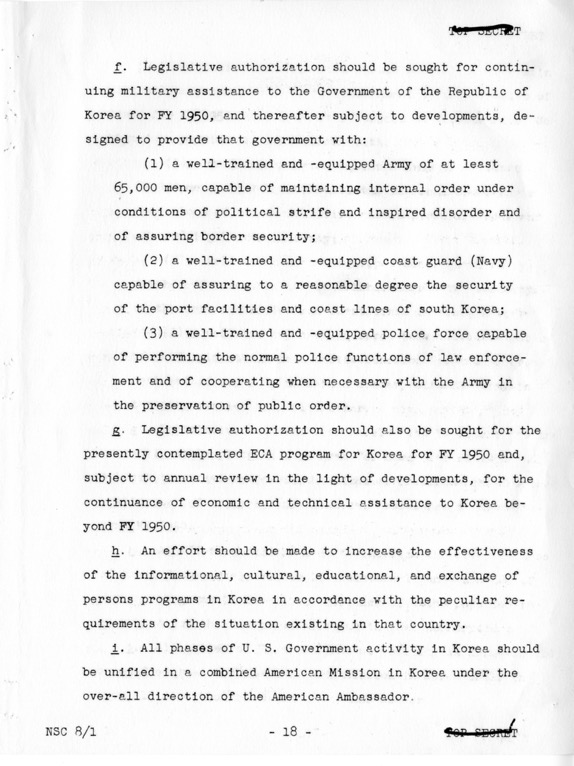 TOP SECRET
f. Legislative authorization should be sought for contin-
uing military assistance to the Government of the Republic of
Korea for FY 1950, and thereafter subject to developments, de-
signed to provide that government with:
(1) a well-trained and -equipped Army of at least
65,000 men, capable of maintaining internal order under
conditions of political strife and inspired disorder and
of assuring border security;
(2) a well-trained and -equipped coast guard (Navy)
capable of assuring to a reasonable degree the security
of the port facilities and coast lines of south Korea;
(3) a well-trained and -equipped police force capable
of performing the normal police functions of law enforce-
ment and of cooperating when necessary with the Army in
the preservation of public order.
g. Legislative authorization should also be sought for the
presently contemplated ECA program for Korea for FY 1950 and,
subject to annual review in the light of developments, for the
continuance of economic and technical assistance to Korea be-
yond FY 1950.
h. An effort should be made to increase the effectiveness
of the informational, cultural, educational, and exchange of
persons programs in Korea in accordance with the peculiar re-
quirements of the situation existing in that country.
i. All phases of U. S. Government activity in Korea should
be unified in a combined American Mission in Korea under the
over-all direction of the American Ambassador.
NSC 8/1 - 18 - TOP SECRET